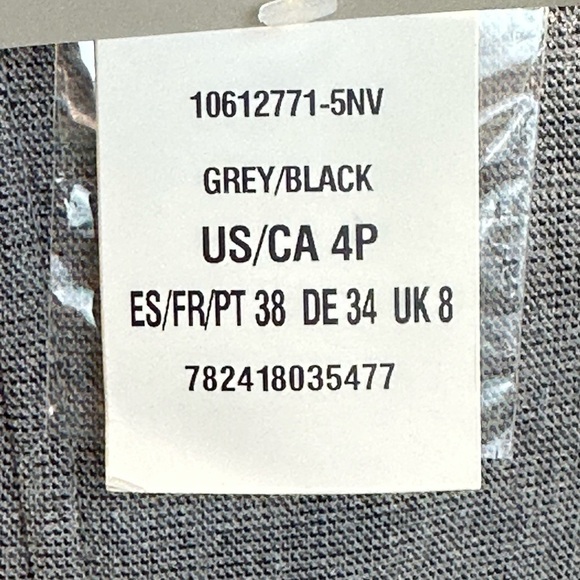 10612771-5NV
GREY/BLACK
US/CA 4P
ES/FR/PT 38 DE 34 UK 8
782418035477